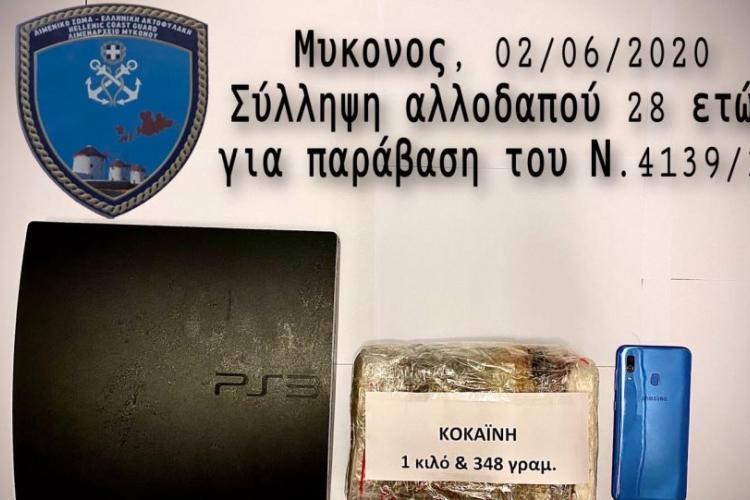 ΛΙΜΕΝΙΚΟ ΣΩΜΑ - ΕΛΛΗΝΙΚΗ ΑΚΤΟΦΥΛΑΚΗ
HELLENIC COAST GUARD
ΛΙΜΕΝΑΡΧΕΙΟ ΜΥΚΟΝΟΥ
Μυκονος, 02/06/2020
Σύλληψη αλλοδαπού 28 ετώ
για παράβαση του Ν.4139/
PS3
ΚΟΚΑΪΝΗ
1 κιλό & 348 γραμ.
SAMSUNG